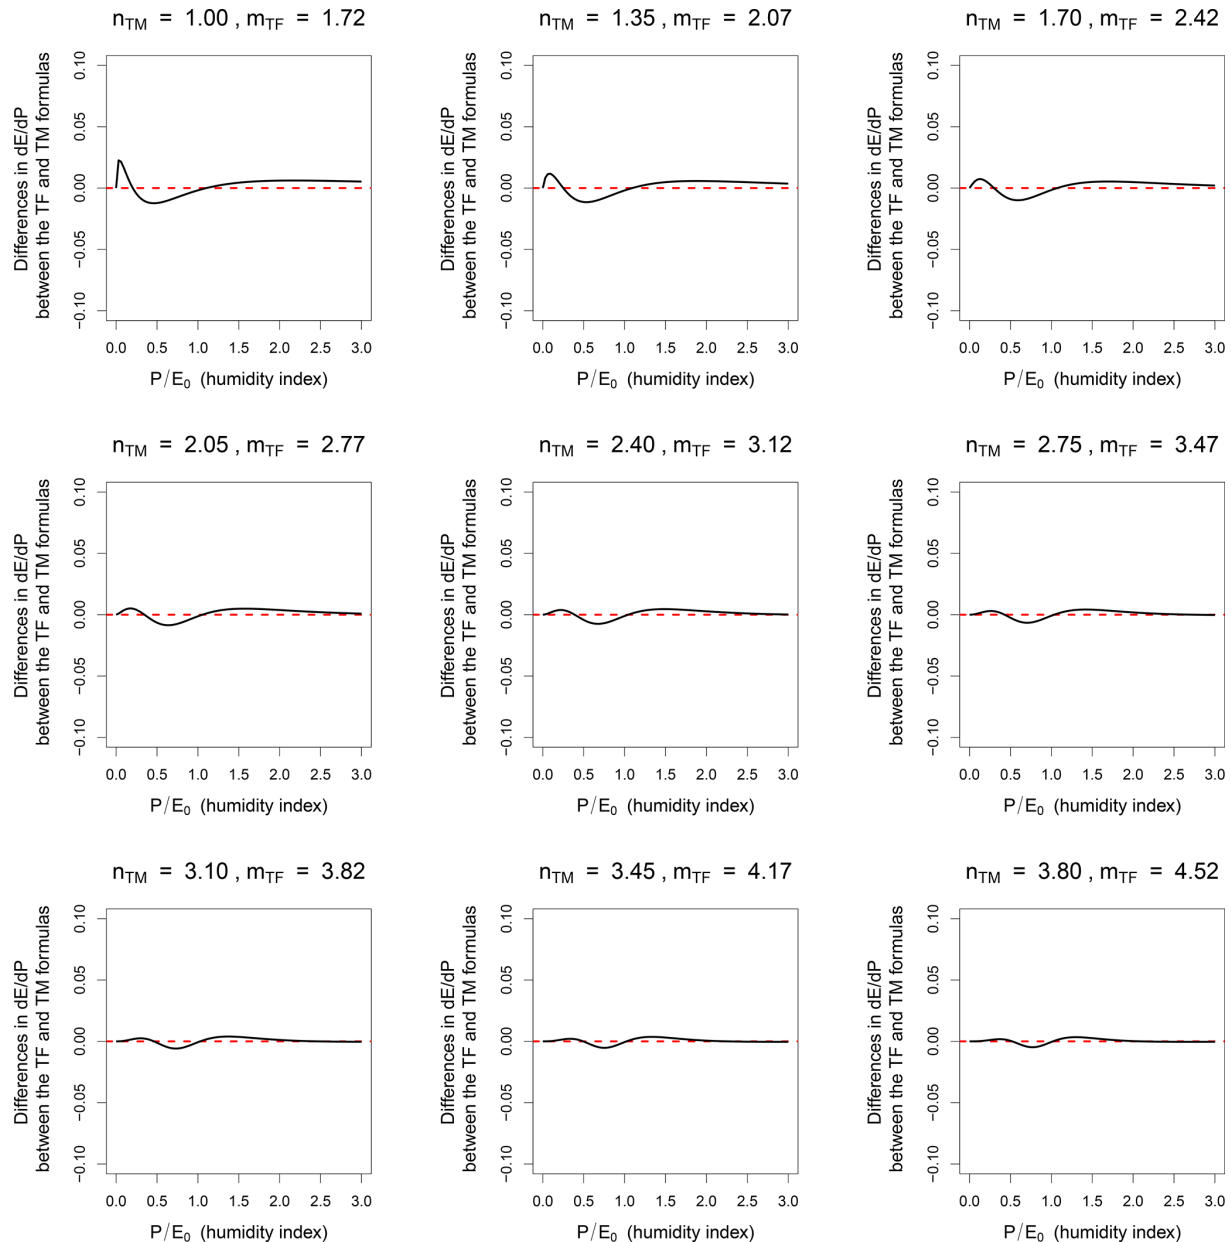 n_TM = 1.00 , m_TF = 1.72
Differences in dE/dP
between the TF and TM formulas
0.10
0.05
0.00
−0.05
−0.10
0.0 0.5 1.0 1.5 2.0 2.5 3.0
P/E_0 (humidity index)
n_TM = 1.35 , m_TF = 2.07
Differences in dE/dP
between the TF and TM formulas
0.10
0.05
0.00
−0.05
−0.10
0.0 0.5 1.0 1.5 2.0 2.5 3.0
P/E_0 (humidity index)
n_TM = 1.70 , m_TF = 2.42
Differences in dE/dP
between the TF and TM formulas
0.10
0.05
0.00
−0.05
−0.10
0.0 0.5 1.0 1.5 2.0 2.5 3.0
P/E_0 (humidity index)
n_TM = 2.05 , m_TF = 2.77
Differences in dE/dP
between the TF and TM formulas
0.10
0.05
0.00
−0.05
−0.10
0.0 0.5 1.0 1.5 2.0 2.5 3.0
P/E_0 (humidity index)
n_TM = 2.40 , m_TF = 3.12
Differences in dE/dP
between the TF and TM formulas
0.10
0.05
0.00
−0.05
−0.10
0.0 0.5 1.0 1.5 2.0 2.5 3.0
P/E_0 (humidity index)
n_TM = 2.75 , m_TF = 3.47
Differences in dE/dP
between the TF and TM formulas
0.10
0.05
0.00
−0.05
−0.10
0.0 0.5 1.0 1.5 2.0 2.5 3.0
P/E_0 (humidity index)
n_TM = 3.10 , m_TF = 3.82
Differences in dE/dP
between the TF and TM formulas
0.10
0.05
0.00
−0.05
−0.10
0.0 0.5 1.0 1.5 2.0 2.5 3.0
P/E_0 (humidity index)
n_TM = 3.45 , m_TF = 4.17
Differences in dE/dP
between the TF and TM formulas
0.10
0.05
0.00
−0.05
−0.10
0.0 0.5 1.0 1.5 2.0 2.5 3.0
P/E_0 (humidity index)
n_TM = 3.80 , m_TF = 4.52
Differences in dE/dP
between the TF and TM formulas
0.10
0.05
0.00
−0.05
−0.10
0.0 0.5 1.0 1.5 2.0 2.5 3.0
P/E_0 (humidity index)